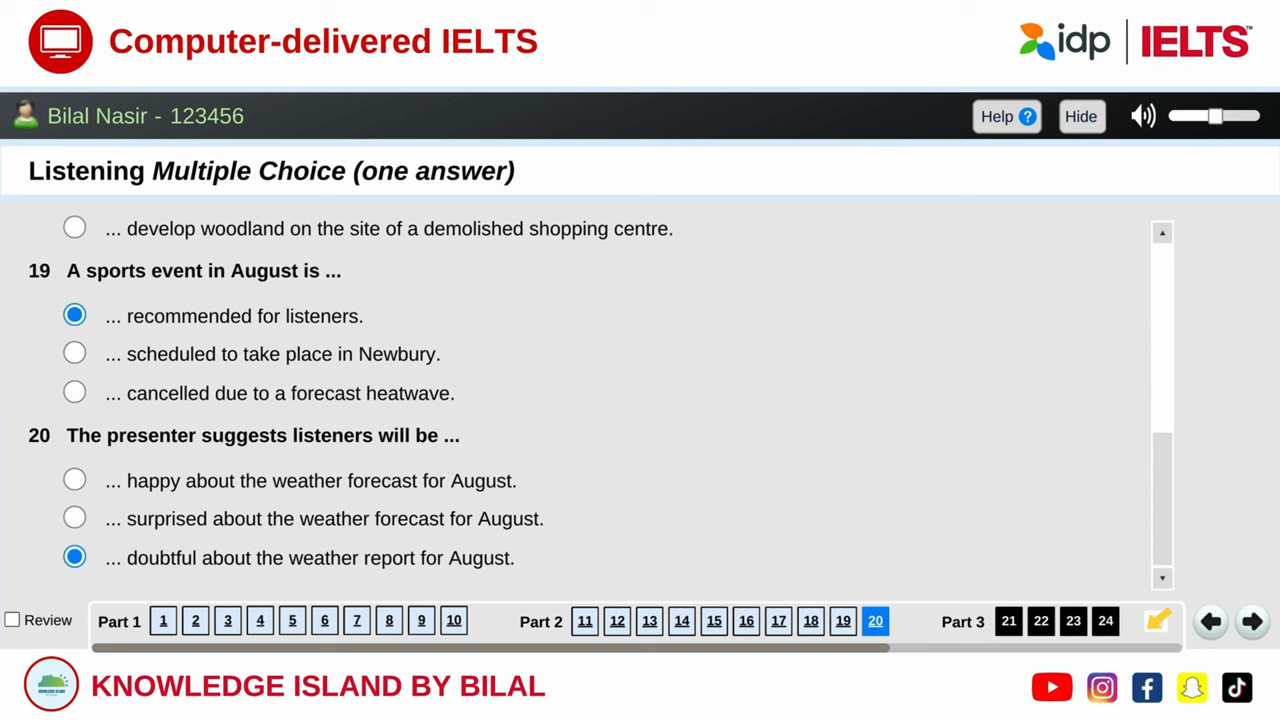 Computer-delivered IELTS
idp | IELTS™
Bilal Nasir - 123456
Help ?
Hide
Listening Multiple Choice (one answer)
... develop woodland on the site of a demolished shopping centre.
19 A sports event in August is ...
... recommended for listeners.
... scheduled to take place in Newbury.
... cancelled due to a forecast heatwave.
20 The presenter suggests listeners will be ...
... happy about the weather forecast for August.
... surprised about the weather forecast for August.
... doubtful about the weather report for August.
Review Part 1 1 2 3 4 5 6 7 8 9 10 Part 2 11 12 13 14 15 16 17 18 19 20 Part 3 21 22 23 24
KNOWLEDGE ISLAND BY BILAL